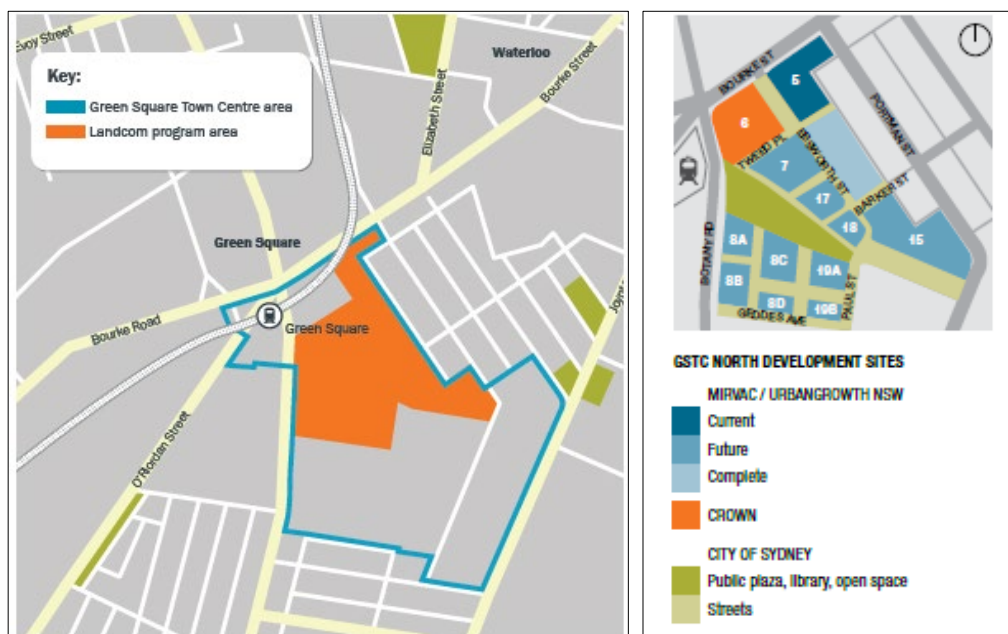 Evoy Street
Waterloo
Key:
Green Square Town Centre area
Landcom program area
Elizabeth Street
Bourke Street
Green Square
Green Square
Bourke Road
O'Riordan Street
BOURKE ST
5
6
PORTMAN ST
TWEED PL
EBSWORTH ST
7
17
BARKER ST
18
15
BOTANY RD
8A
8C
19A
8B
8D
19B
PAUL ST
GEDDES AVE
GSTC NORTH DEVELOPMENT SITES
MIRVAC / URBANGROWTH NSW
Current
Future
Complete
CROWN
CITY OF SYDNEY
Public plaza, library, open space
Streets